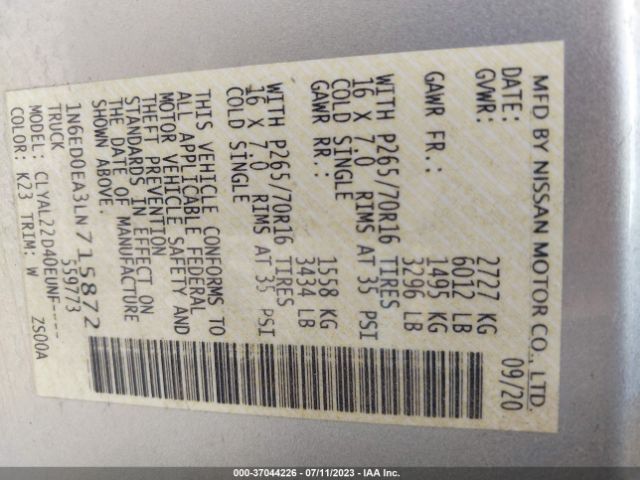 MFD BY NISSAN MOTOR CO., LTD.
DATE: 09/20
GVWR: 2727 KG
6012 LB
GAWR FR.: 1495 KG
3296 LB
WITH P265/70R16 TIRES
16 X 7.0 RIMS AT 35 PSI
COLD SINGLE
GAWR RR.: 1558 KG
3434 LB
WITH P265/70R16 TIRES
16 X 7.0 RIMS AT 35 PSI
COLD SINGLE
THIS VEHICLE CONFORMS TO
ALL APPLICABLE FEDERAL
MOTOR VEHICLE SAFETY AND
THEFT PREVENTION
STANDARDS IN EFFECT ON
THE DATE OF MANUFACTURE
SHOWN ABOVE.
1N6ED0EA3LN715872
TRUCK 559773
MODEL: CLYAL22D40EUNF----
COLOR: K23 TRIM: W ZS00A
000-37044226 - 07/11/2023 - IAA Inc.